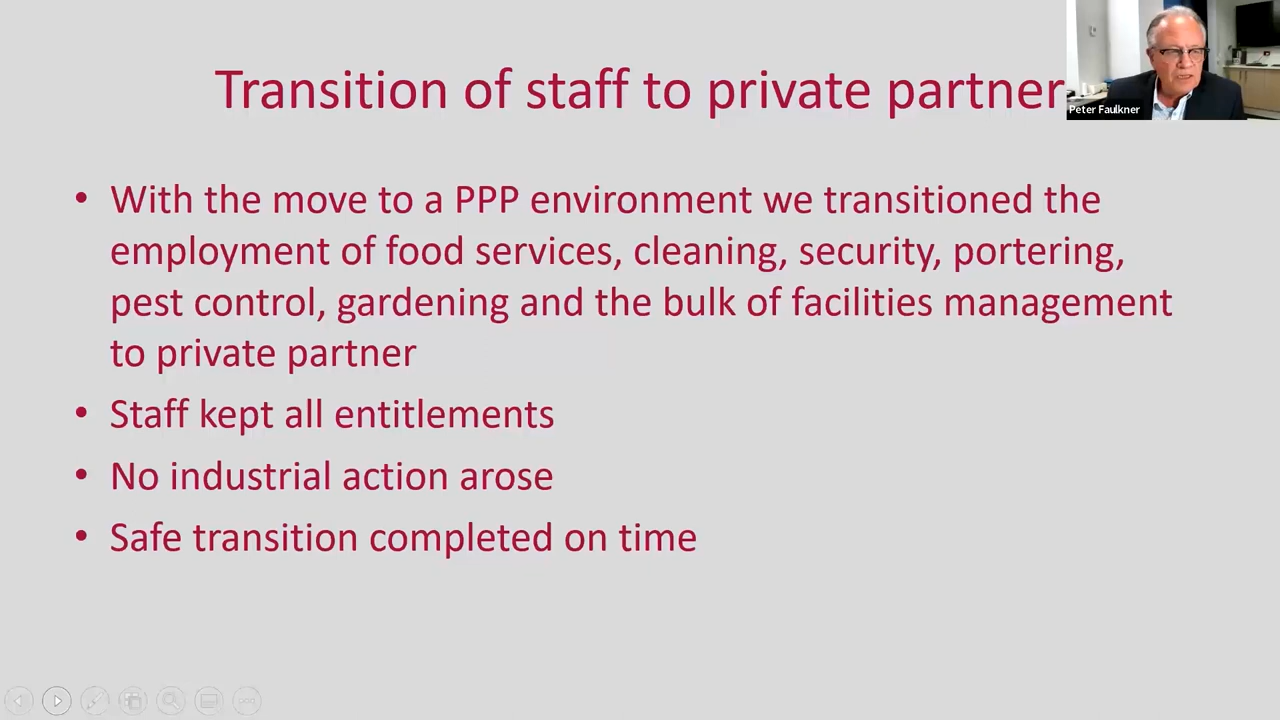 Transition of staff to private partner
Peter Faulkner
• With the move to a PPP environment we transitioned the
employment of food services, cleaning, security, portering,
pest control, gardening and the bulk of facilities management
to private partner
• Staff kept all entitlements
• No industrial action arose
• Safe transition completed on time